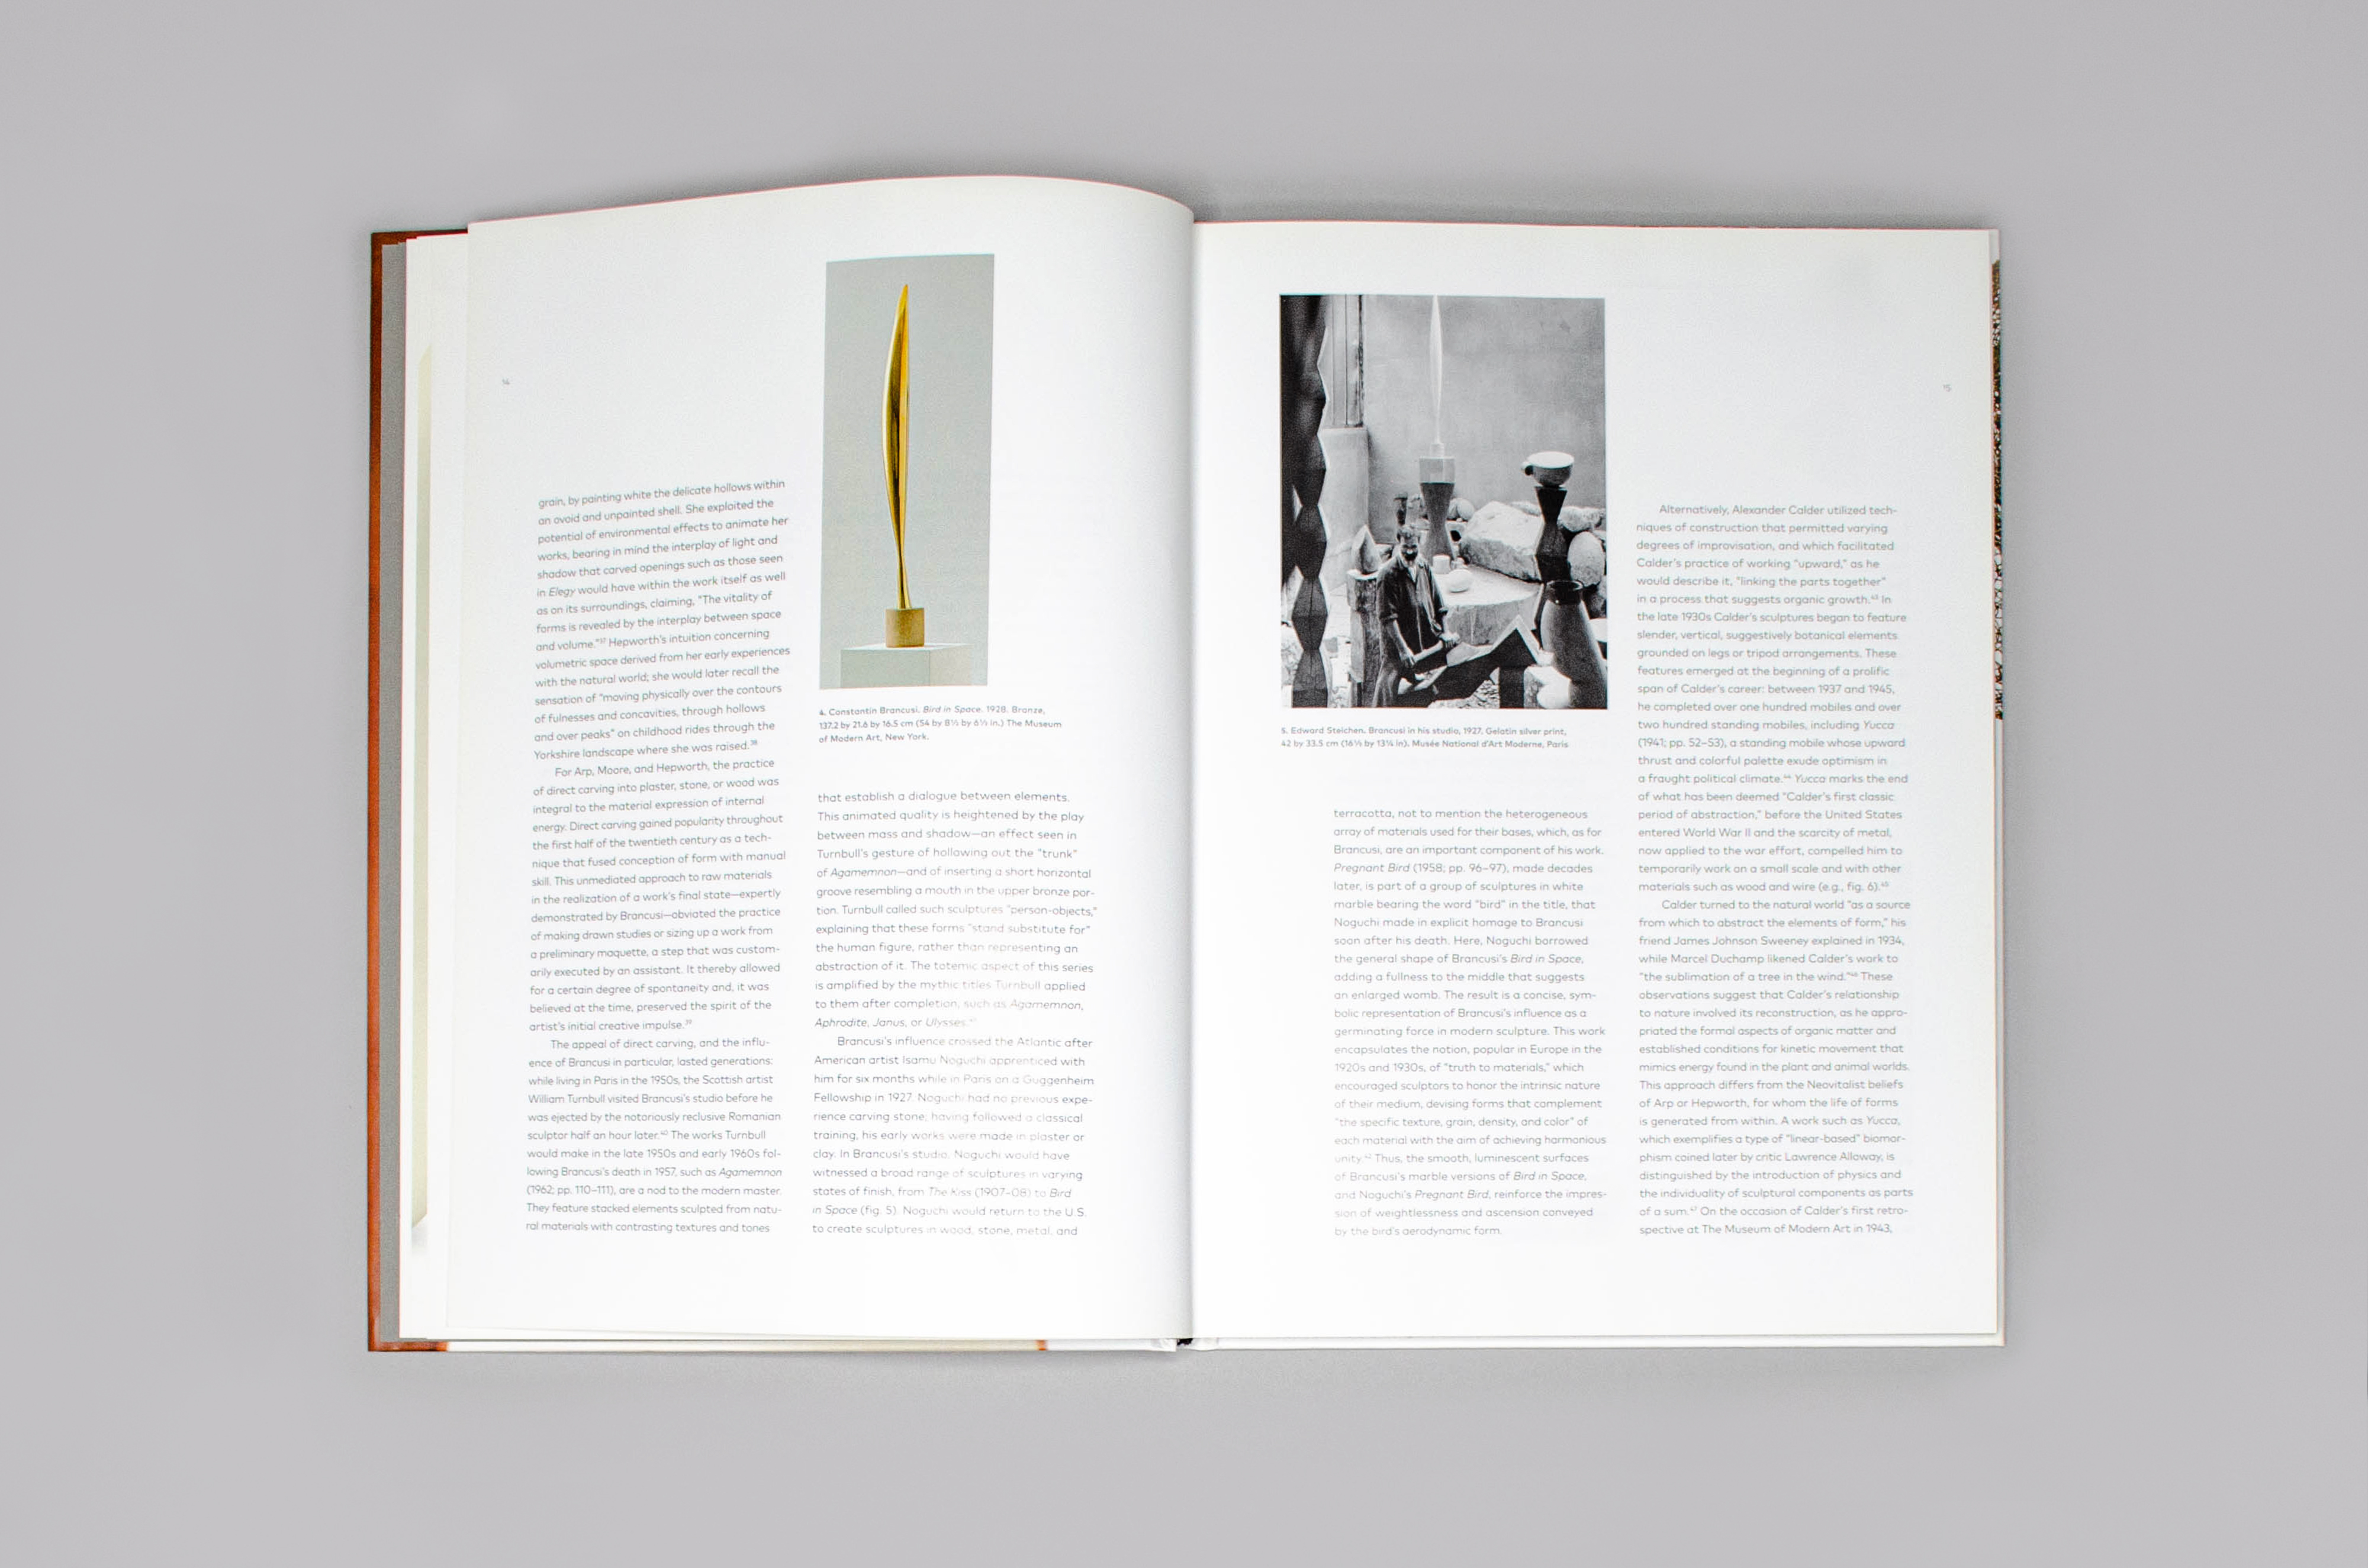 14
grain, by painting white the delicate hollows within
an ovoid and unpainted shell. She exploited the
potential of environmental effects to animate her
works, bearing in mind the interplay of light and
shadow that carved openings such as those seen
in Elegy would have within the work itself as well
as on its surroundings, claiming, "The vitality of
forms is revealed by the interplay between space
and volume."³⁷ Hepworth's intuition concerning
volumetric space derived from her early experiences
with the natural world; she would later recall the
sensation of "moving physically over the contours
of fulnesses and concavities, through hollows
and over peaks" on childhood rides through the
Yorkshire landscape where she was raised.³⁸
For Arp, Moore, and Hepworth, the practice
of direct carving into plaster, stone, or wood was
integral to the material expression of internal
energy. Direct carving gained popularity throughout
the first half of the twentieth century as a tech-
nique that fused conception of form with manual
skill. This unmediated approach to raw materials
in the realization of a work's final state—expertly
demonstrated by Brancusi—obviated the practice
of making drawn studies or sizing up a work from
a preliminary maquette, a step that was custom-
arily executed by an assistant. It thereby allowed
for a certain degree of spontaneity and, it was
believed at the time, preserved the spirit of the
artist's initial creative impulse.³⁹
The appeal of direct carving, and the influ-
ence of Brancusi in particular, lasted generations:
while living in Paris in the 1950s, the Scottish artist
William Turnbull visited Brancusi's studio before he
was ejected by the notoriously reclusive Romanian
sculptor half an hour later.⁴⁰ The works Turnbull
would make in the late 1950s and early 1960s fol-
lowing Brancusi's death in 1957, such as Agamemnon
(1962; pp. 110–111), are a nod to the modern master.
They feature stacked elements sculpted from natu-
ral materials with contrasting textures and tones
4. Constantin Brancusi. Bird in Space. 1928. Bronze,
137.2 by 21.6 by 16.5 cm (54 by 8½ by 6½ in.) The Museum
of Modern Art, New York.
that establish a dialogue between elements.
This animated quality is heightened by the play
between mass and shadow—an effect seen in
Turnbull's gesture of hollowing out the "trunk"
of Agamemnon—and of inserting a short horizontal
groove resembling a mouth in the upper bronze por-
tion. Turnbull called such sculptures "person-objects,"
explaining that these forms "stand substitute for"
the human figure, rather than representing an
abstraction of it. The totemic aspect of this series
is amplified by the mythic titles Turnbull applied
to them after completion, such as Agamemnon,
Aphrodite, Janus, or Ulysses.⁴¹
Brancusi's influence crossed the Atlantic after
American artist Isamu Noguchi apprenticed with
him for six months while in Paris on a Guggenheim
Fellowship in 1927. Noguchi had no previous expe-
rience carving stone; having followed a classical
training, his early works were made in plaster or
clay. In Brancusi's studio, Noguchi would have
witnessed a broad range of sculptures in varying
states of finish, from The Kiss (1907–08) to Bird
in Space (fig. 5). Noguchi would return to the U.S.
to create sculptures in wood, stone, metal, and
15
5. Edward Steichen. Brancusi in his studio, 1927. Gelatin silver print,
42 by 33.5 cm (16½ by 13¼ in). Musée National d'Art Moderne, Paris
terracotta, not to mention the heterogeneous
array of materials used for their bases, which, as for
Brancusi, are an important component of his work.
Pregnant Bird (1958; pp. 96–97), made decades
later, is part of a group of sculptures in white
marble bearing the word "bird" in the title, that
Noguchi made in explicit homage to Brancusi
soon after his death. Here, Noguchi borrowed
the general shape of Brancusi's Bird in Space,
adding a fullness to the middle that suggests
an enlarged womb. The result is a concise, sym-
bolic representation of Brancusi's influence as a
germinating force in modern sculpture. This work
encapsulates the notion, popular in Europe in the
1920s and 1930s, of "truth to materials," which
encouraged sculptors to honor the intrinsic nature
of their medium, devising forms that complement
"the specific texture, grain, density, and color" of
each material with the aim of achieving harmonious
unity.⁴² Thus, the smooth, luminescent surfaces
of Brancusi's marble versions of Bird in Space,
and Noguchi's Pregnant Bird, reinforce the impres-
sion of weightlessness and ascension conveyed
by the bird's aerodynamic form.
Alternatively, Alexander Calder utilized tech-
niques of construction that permitted varying
degrees of improvisation, and which facilitated
Calder's practice of working "upward," as he
would describe it, "linking the parts together"
in a process that suggests organic growth.⁴³ In
the late 1930s Calder's sculptures began to feature
slender, vertical, suggestively botanical elements
grounded on legs or tripod arrangements. These
features emerged at the beginning of a prolific
span of Calder's career: between 1937 and 1945,
he completed over one hundred mobiles and over
two hundred standing mobiles, including Yucca
(1941; pp. 52–53), a standing mobile whose upward
thrust and colorful palette exude optimism in
a fraught political climate.⁴⁴ Yucca marks the end
of what has been deemed "Calder's first classic
period of abstraction," before the United States
entered World War II and the scarcity of metal,
now applied to the war effort, compelled him to
temporarily work on a small scale and with other
materials such as wood and wire (e.g., fig. 6).⁴⁵
Calder turned to the natural world "as a source
from which to abstract the elements of form," his
friend James Johnson Sweeney explained in 1934,
while Marcel Duchamp likened Calder's work to
"the sublimation of a tree in the wind."⁴⁶ These
observations suggest that Calder's relationship
to nature involved its reconstruction, as he appro-
priated the formal aspects of organic matter and
established conditions for kinetic movement that
mimics energy found in the plant and animal worlds.
This approach differs from the Neovitalist beliefs
of Arp or Hepworth, for whom the life of forms
is generated from within. A work such as Yucca,
which exemplifies a type of "linear-based" biomor-
phism coined later by critic Lawrence Alloway, is
distinguished by the introduction of physics and
the individuality of sculptural components as parts
of a sum.⁴⁷ On the occasion of Calder's first retro-
spective at The Museum of Modern Art in 1943,